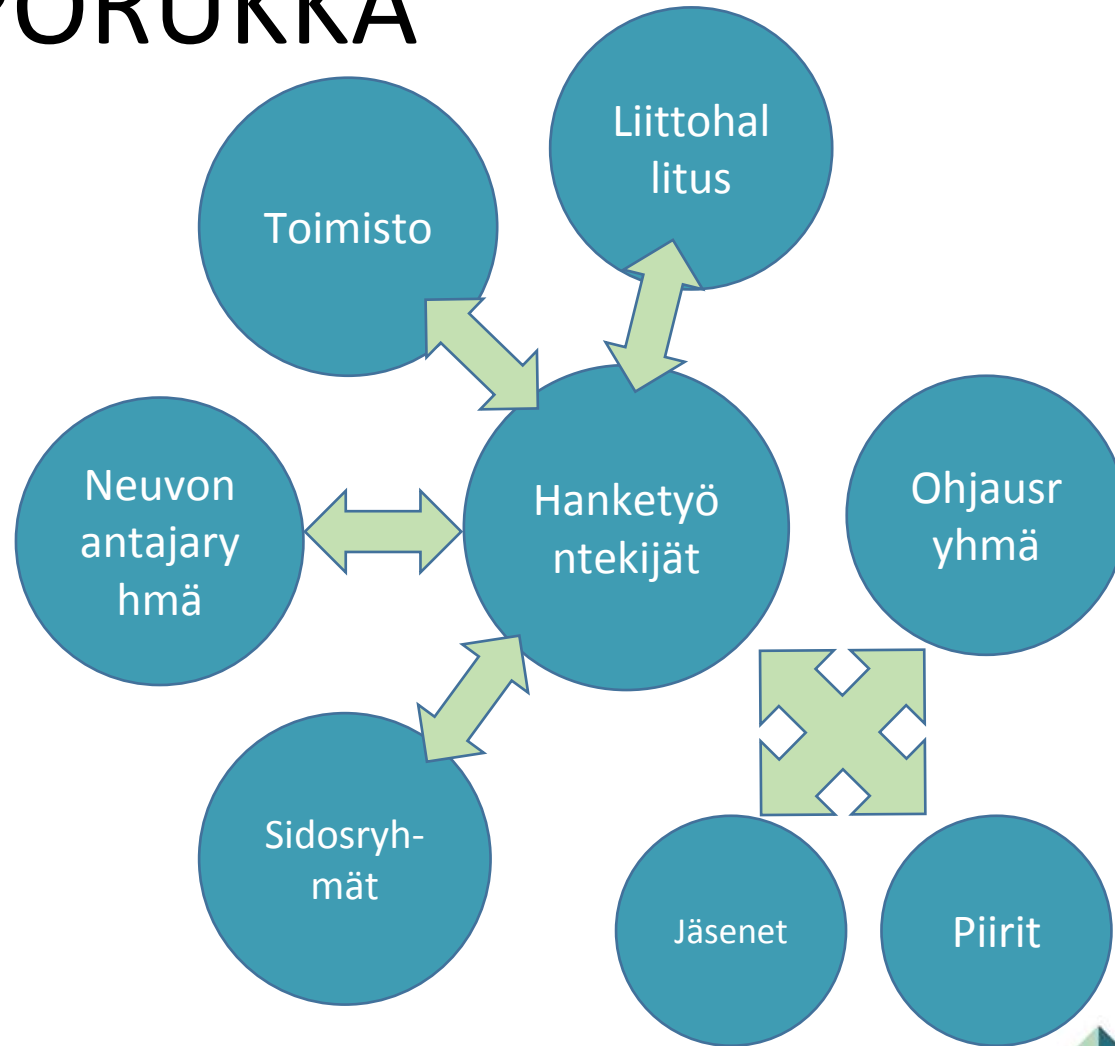 PORUKKA
Liittohal
litus
Toimisto
Neuvon
antajary
hmä
Hanketyö
ntekijät
Ohjausr
yhmä
Sidosryh-
mät
Jäsenet
Piirit